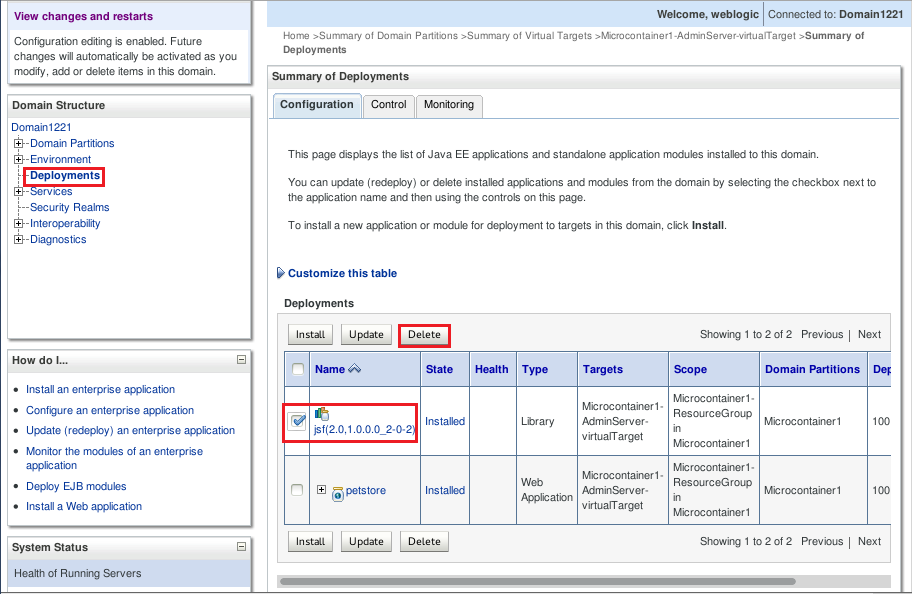 View changes and restarts
Configuration editing is enabled. Future
changes will automatically be activated as you
modify, add or delete items in this domain.
Domain Structure
Domain1221
Domain Partitions
Environment
Deployments
Services
Security Realms
Interoperability
Diagnostics
How do I...
Install an enterprise application
Configure an enterprise application
Update (redeploy) an enterprise application
Monitor the modules of an enterprise
application
Deploy EJB modules
Install a Web application
System Status
Health of Running Servers
Welcome, weblogic
Connected to: Domain1221
Home >Summary of Domain Partitions >Summary of Virtual Targets >Microcontainer1-AdminServer-virtualTarget >Summary of
Deployments
Summary of Deployments
Configuration Control Monitoring
This page displays the list of Java EE applications and standalone application modules installed to this domain.
You can update (redeploy) or delete installed applications and modules from the domain by selecting the checkbox next to
the application name and then using the controls on this page.
To install a new application or module for deployment to targets in this domain, click Install.
Customize this table
Deployments
Install Update Delete Showing 1 to 2 of 2 Previous | Next
Name State Health Type Targets Scope Domain Partitions Dep
jsf(2.0,1.0.0.0_2-0-2)
Installed
Library
Microcontainer1-
AdminServer-
virtualTarget
Microcontainer1-
ResourceGroup
in
Microcontainer1
Microcontainer1
100
petstore
Installed
Web
Application
Microcontainer1-
AdminServer-
virtualTarget
Microcontainer1-
ResourceGroup
in
Microcontainer1
Microcontainer1
100
Install Update Delete Showing 1 to 2 of 2 Previous | Next